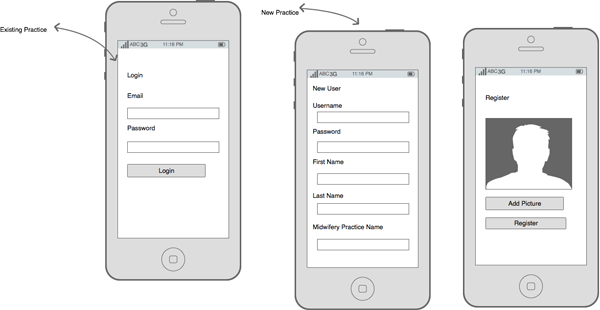 Existing Practice
ABC 3G 11:16 PM
Login
Email
Password
Login
New Practice
ABC 3G 11:16 PM
New User
Username
Password
First Name
Last Name
Midwifery Practice Name
ABC 3G 11:16 PM
Register
Add Picture
Register